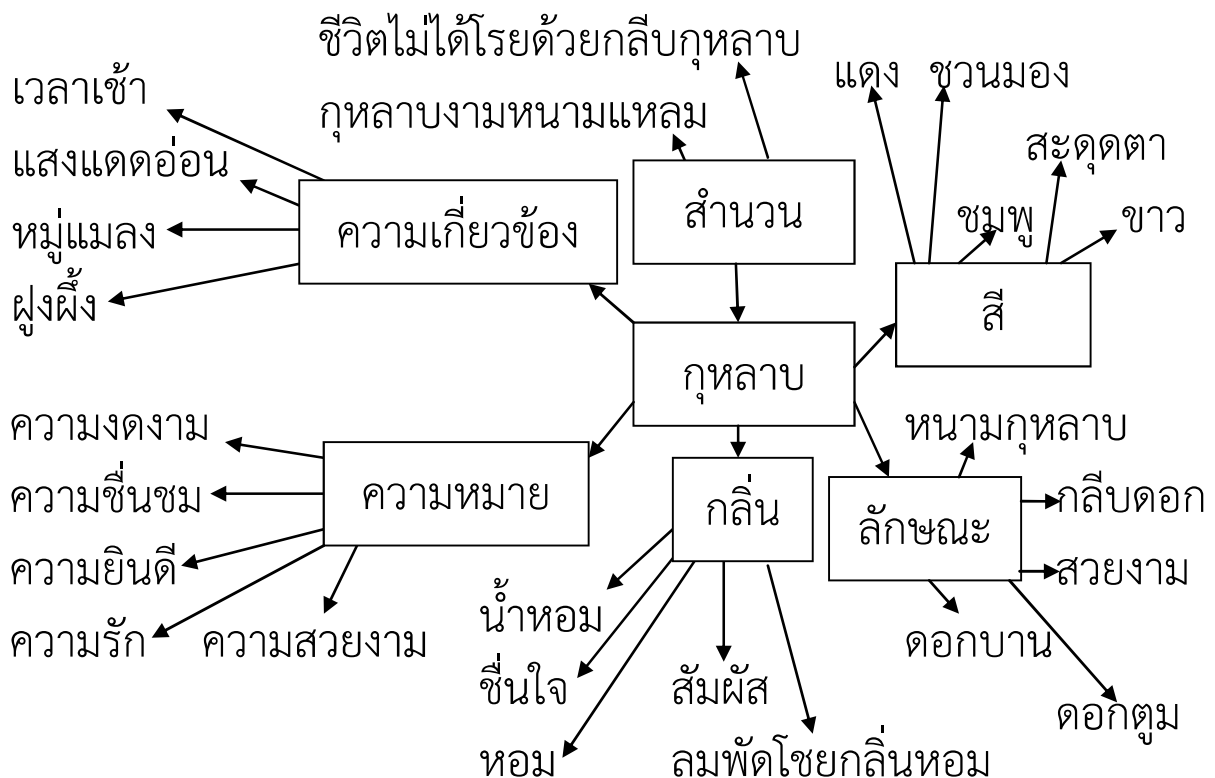 ชีวิตไม่ได้โรยด้วยกลีบกุหลาบ
กุหลาบงามหนามแหลม
สำนวน
เวลาเช้า
แสงแดดอ่อน
หมู่แมลง
ฝูงผึ้ง
ความเกี่ยวข้อง
แดง
ชวนมอง
สะดุดตา
ชมพู
ขาว
สี
กุหลาบ
ความงดงาม
ความชื่นชม
ความยินดี
ความรัก
ความสวยงาม
ความหมาย
กลิ่น
น้ำหอม
ชื่นใจ
หอม
สัมผัส
ลมพัดโชยกลิ่นหอม
หนามกุหลาบ
กลีบดอก
ลักษณะ
สวยงาม
ดอกบาน
ดอกตูม